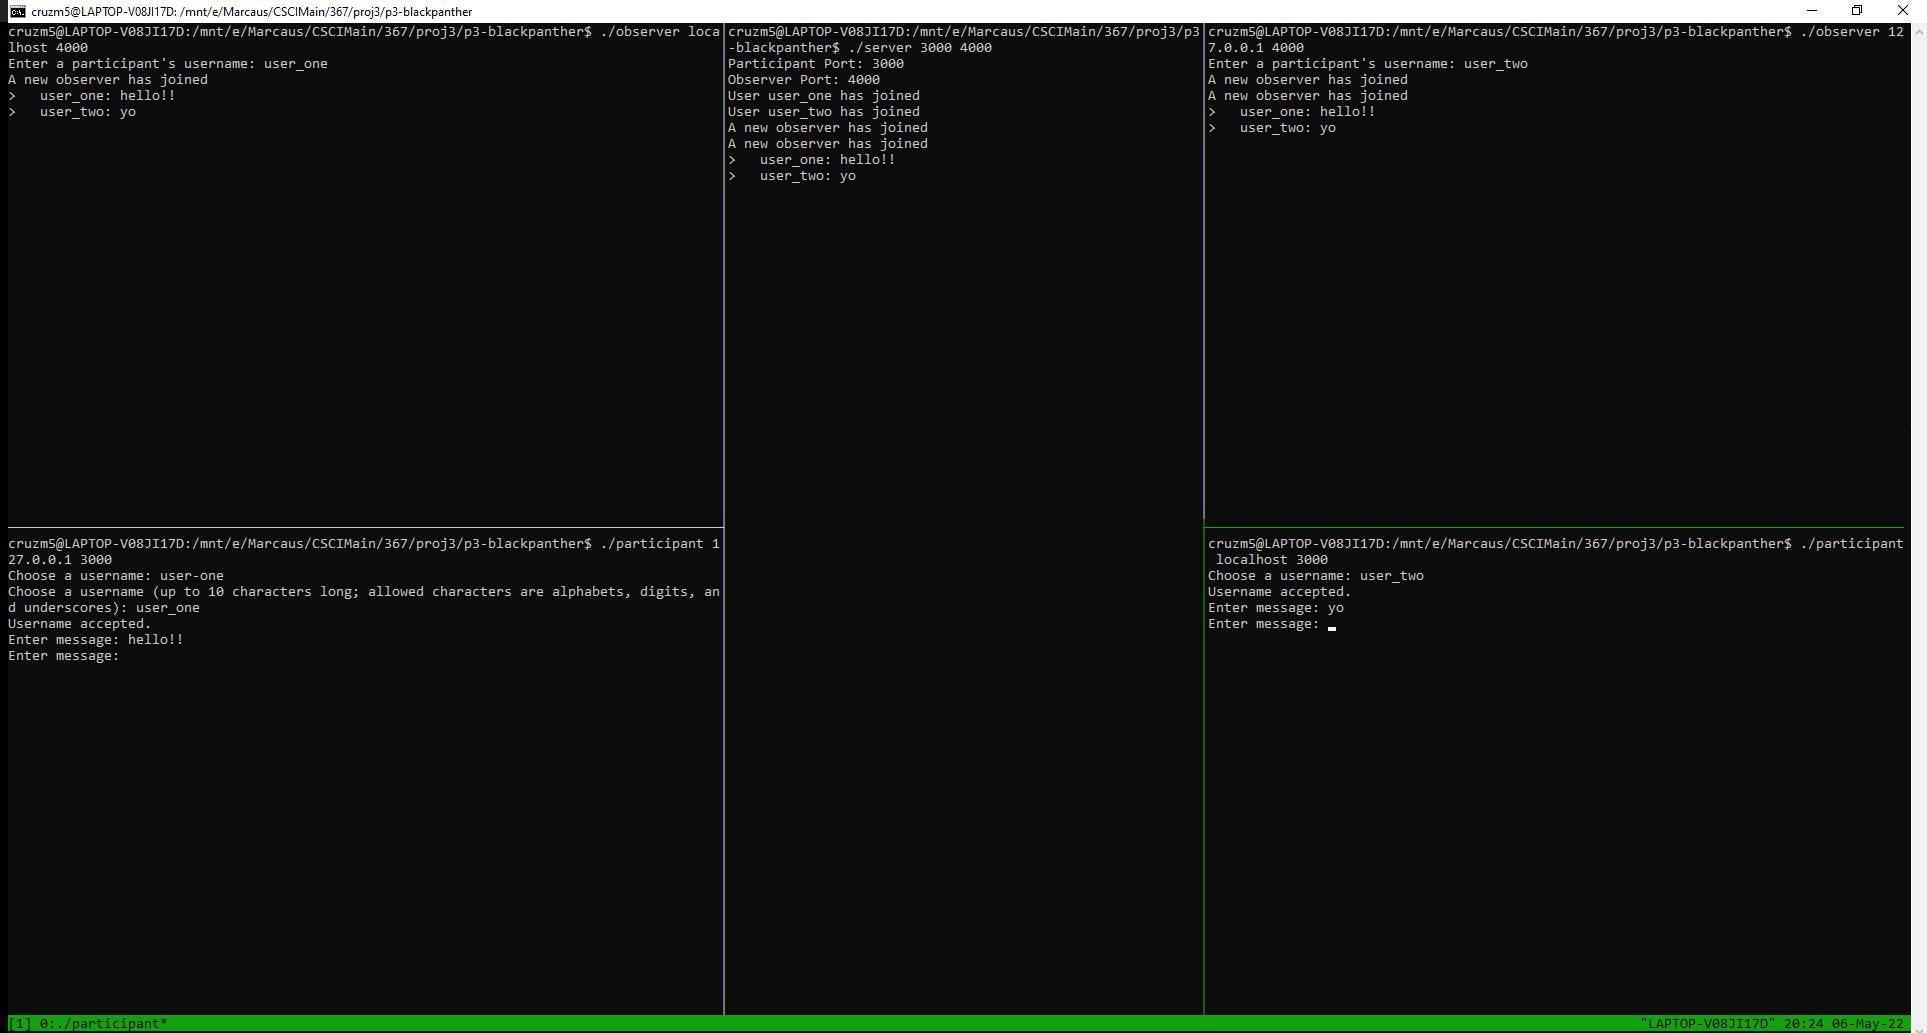 cruzm5@LAPTOP-V08JI17D: /mnt/e/Marcaus/CSCIMain/367/proj3/p3-blackpanther
cruzm5@LAPTOP-V08JI17D:/mnt/e/Marcaus/CSCIMain/367/proj3/p3-blackpanther$ ./observer loca
lhost 4000
Enter a participant's username: user_one
A new observer has joined
>   user_one: hello!!
>   user_two: yo
cruzm5@LAPTOP-V08JI17D:/mnt/e/Marcaus/CSCIMain/367/proj3/p3-blackpanther$ ./participant 1
27.0.0.1 3000
Choose a username: user-one
Choose a username (up to 10 characters long; allowed characters are alphabets, digits, an
d underscores): user_one
Username accepted.
Enter message: hello!!
Enter message:
cruzm5@LAPTOP-V08JI17D:/mnt/e/Marcaus/CSCIMain/367/proj3/p3
-blackpanther$ ./server 3000 4000
Participant Port: 3000
Observer Port: 4000
User user_one has joined
User user_two has joined
A new observer has joined
A new observer has joined
>   user_one: hello!!
>   user_two: yo
cruzm5@LAPTOP-V08JI17D:/mnt/e/Marcaus/CSCIMain/367/proj3/p3-blackpanther$ ./observer 12
7.0.0.1 4000
Enter a participant's username: user_two
A new observer has joined
A new observer has joined
>   user_one: hello!!
>   user_two: yo
cruzm5@LAPTOP-V08JI17D:/mnt/e/Marcaus/CSCIMain/367/proj3/p3-blackpanther$ ./participant
 localhost 3000
Choose a username: user_two
Username accepted.
Enter message: yo
Enter message:
[1] 0:./participant* "LAPTOP-V08JI17D" 20:24 06-May-22